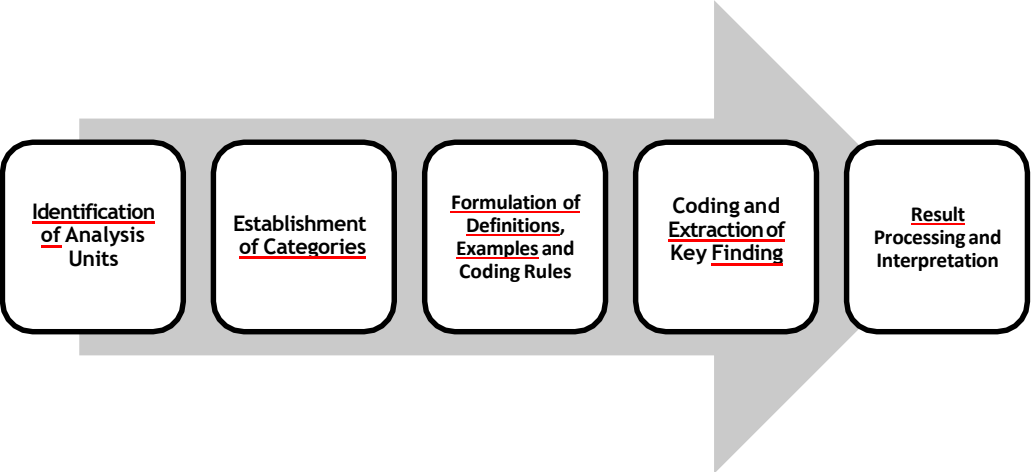 Identification
of Analysis
Units
Establishment
of Categories
Formulation of
Definitions,
Examples and
Coding Rules
Coding and
Extraction of
Key Finding
Result
Processing and
Interpretation